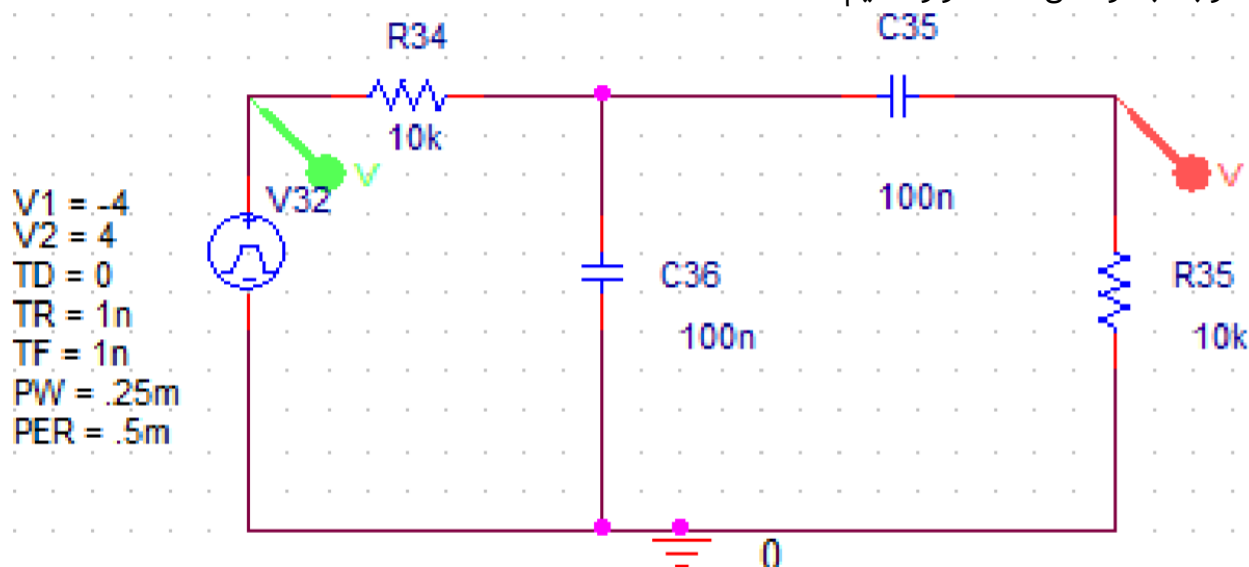 R34
C35
10k
V
V
V32
100n
V1 = -4
V2 = 4
TD = 0
TR = 1n
TF = 1n
PW = .25m
PER = .5m
C36
100n
R35
10k
0